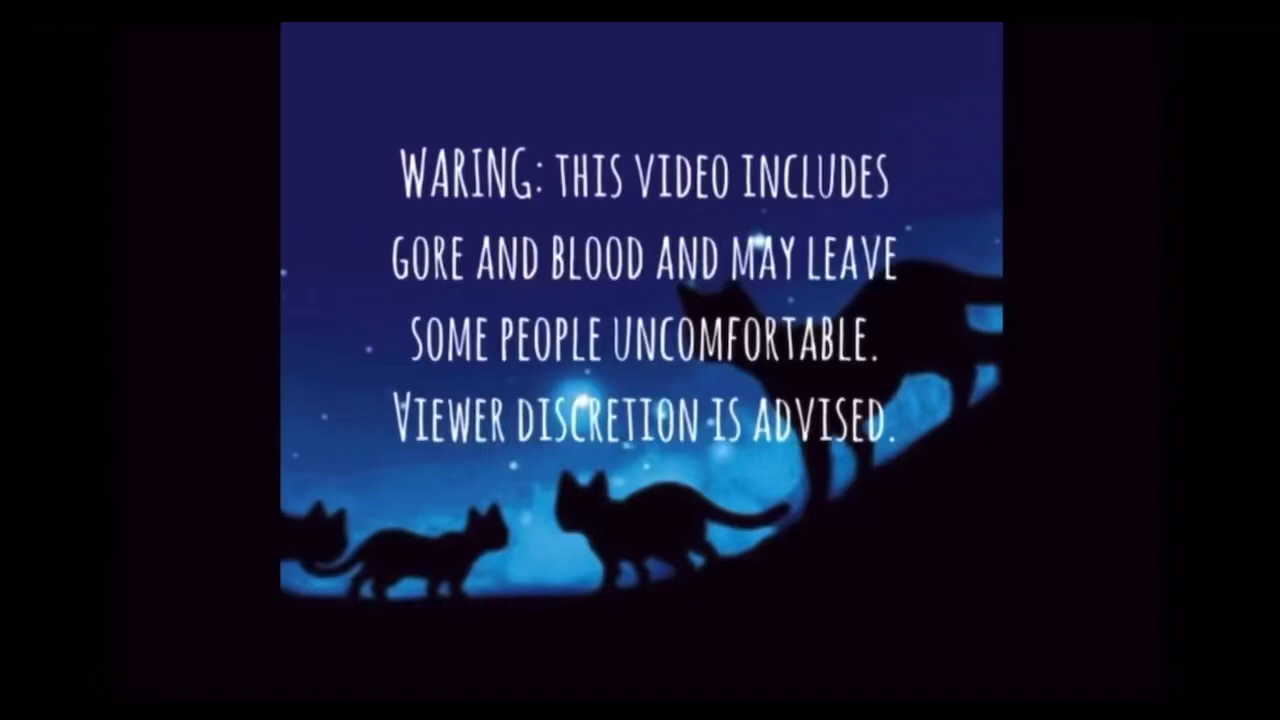 WARING: THIS VIDEO INCLUDES
GORE AND BLOOD AND MAY LEAVE
SOME PEOPLE UNCOMFORTABLE.
VIEWER DISCRETION IS ADVISED.